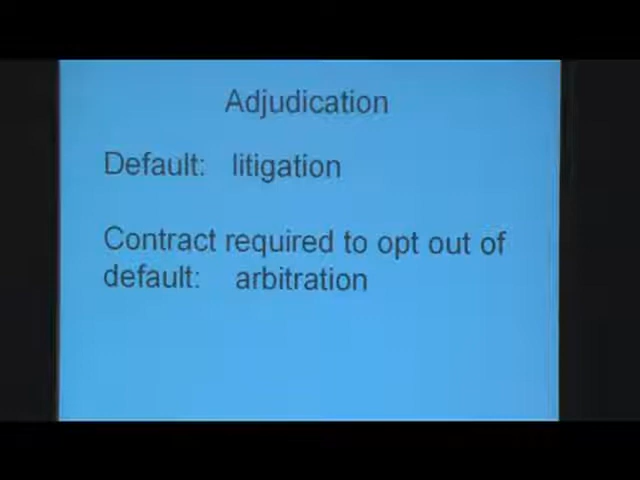 Adjudication
Default: litigation
Contract required to opt out of
default: arbitration